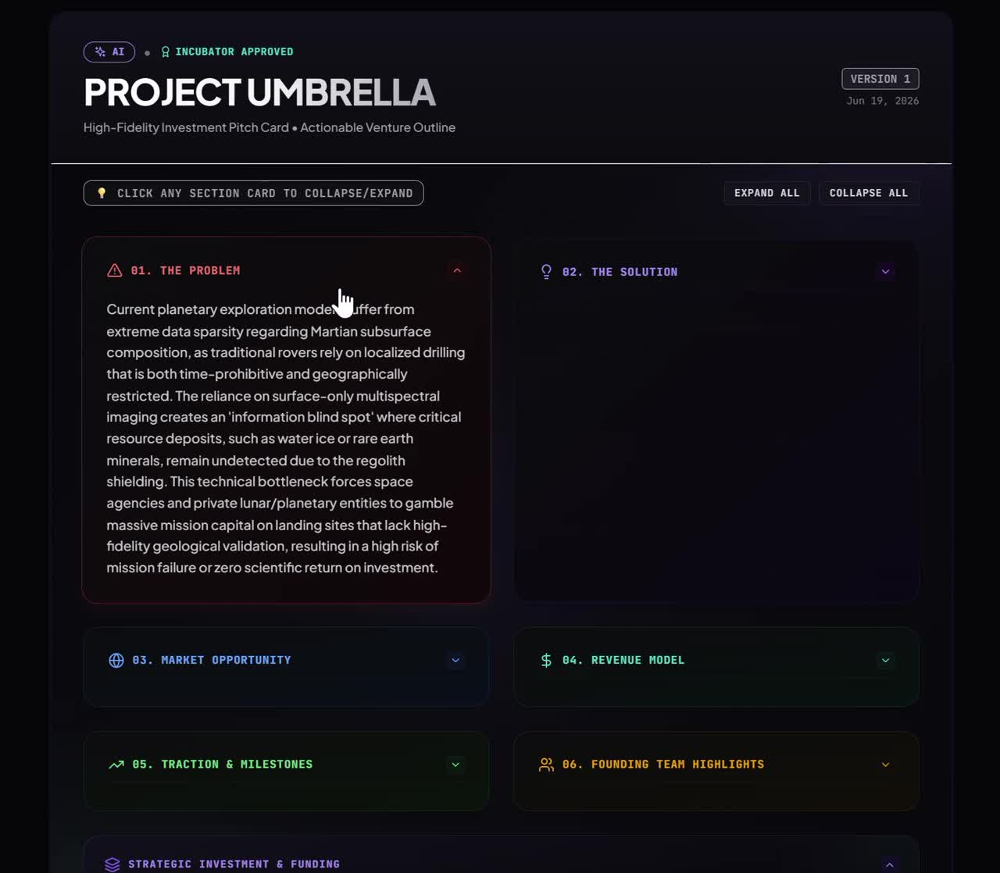 AI
INCUBATOR APPROVED
PROJECT UMBRELLA
High-Fidelity Investment Pitch Card • Actionable Venture Outline
VERSION 1
Jun 19, 2026
CLICK ANY SECTION CARD TO COLLAPSE/EXPAND
EXPAND ALL
COLLAPSE ALL
01. THE PROBLEM
Current planetary exploration uffer from
extreme data sparsity regarding Martian subsurface
composition, as traditional rovers rely on localized drilling
that is both time-prohibitive and geographically
restricted. The reliance on surface-only multispectral
imaging creates an 'information blind spot' where critical
resource deposits, such as water ice or rare earth
minerals, remain undetected due to the regolith
shielding. This technical bottleneck forces space
agencies and private lunar/planetary entities to gamble
massive mission capital on landing sites that lack high-
fidelity geological validation, resulting in a high risk of
mission failure or zero scientific return on investment.
02. THE SOLUTION
03. MARKET OPPORTUNITY
04. REVENUE MODEL
05. TRACTION & MILESTONES
06. FOUNDING TEAM HIGHLIGHTS
STRATEGIC INVESTMENT & FUNDING